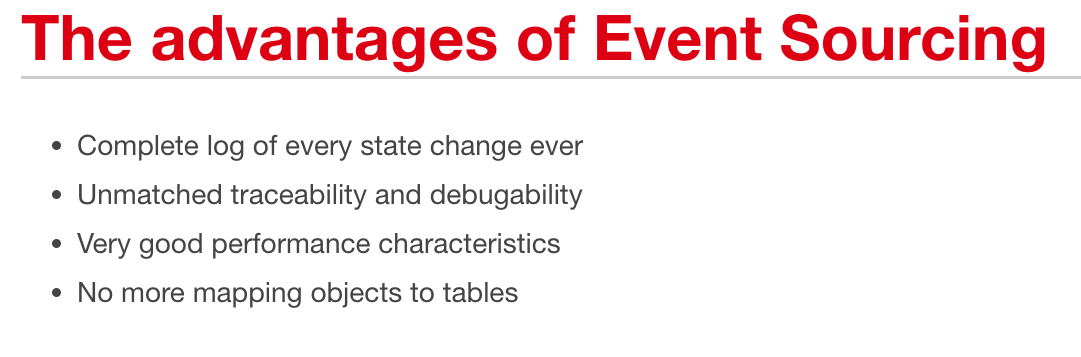 The advantages of Event Sourcing
• Complete log of every state change ever
• Unmatched traceability and debugability
• Very good performance characteristics
• No more mapping objects to tables